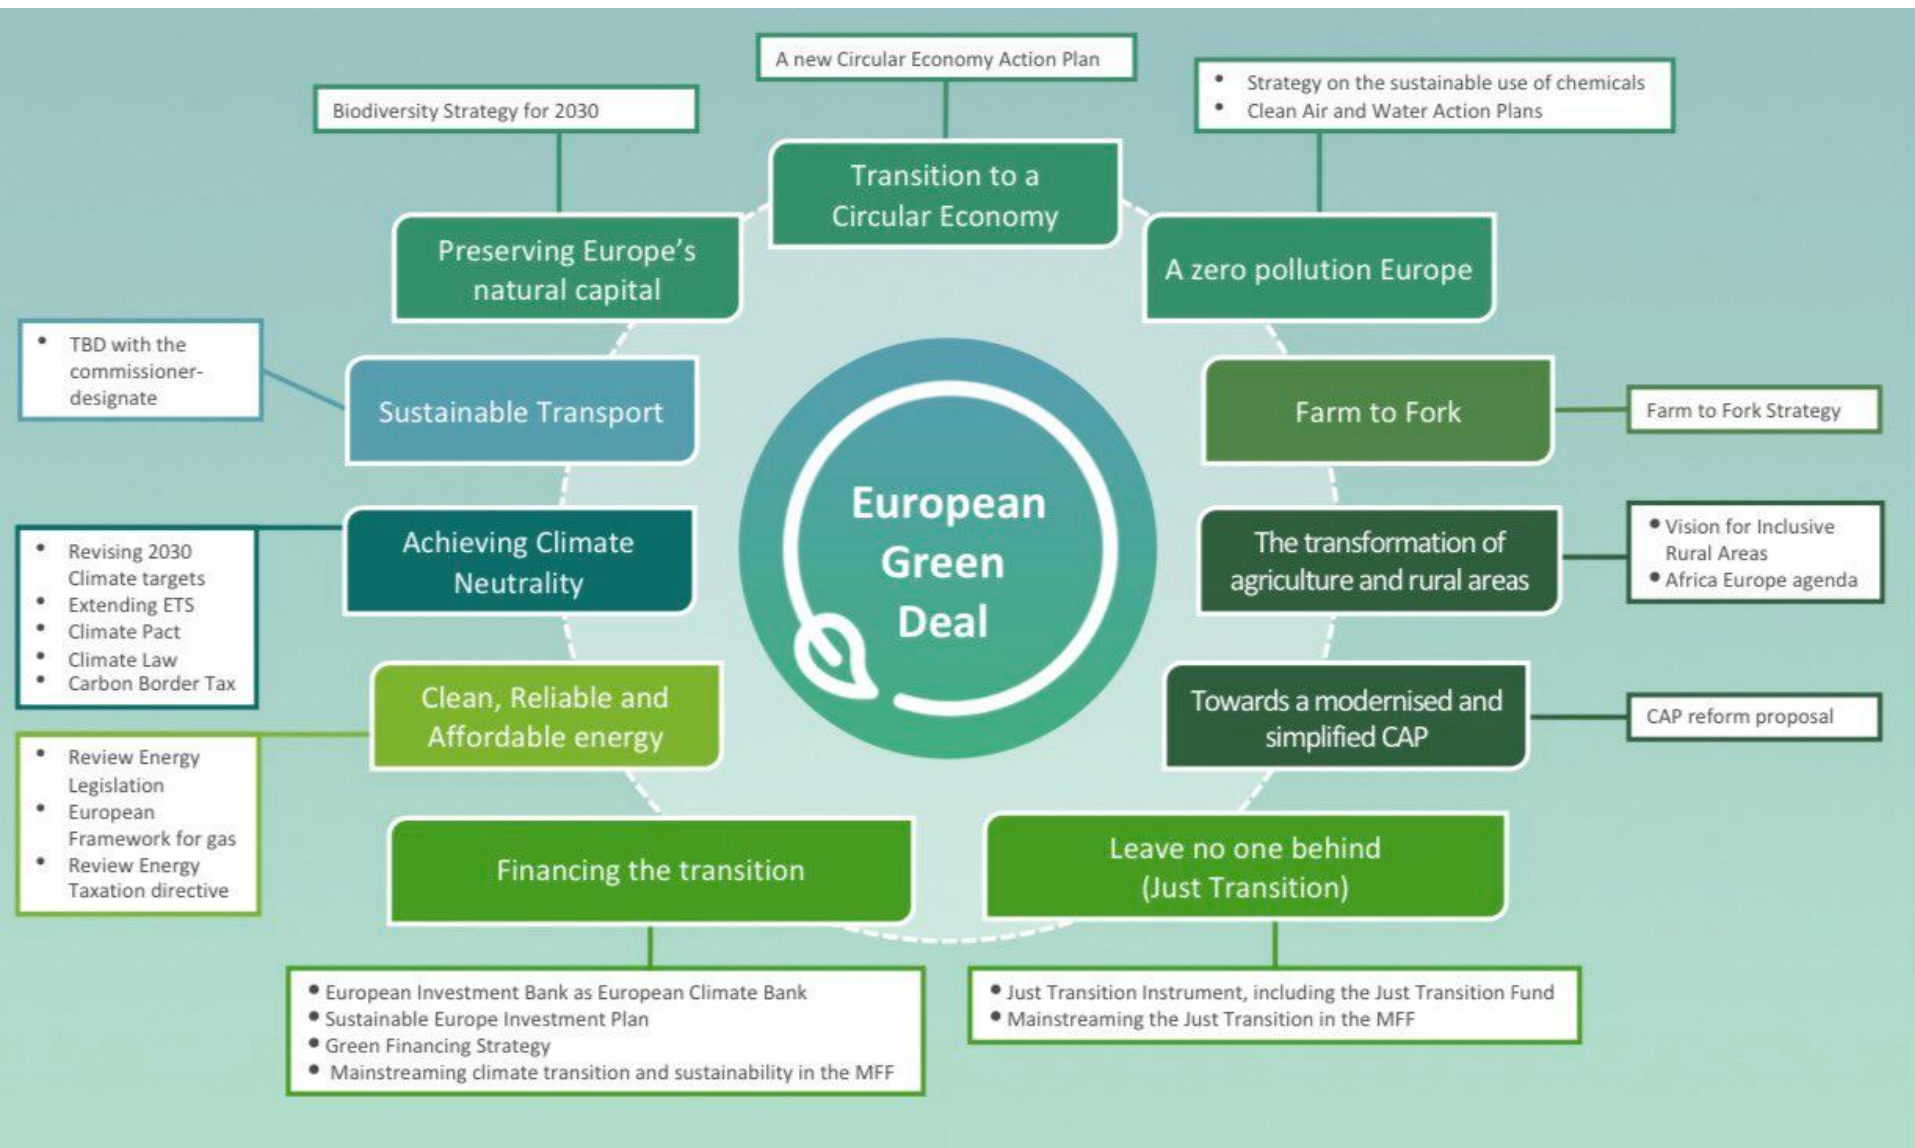 A new Circular Economy Action Plan
Biodiversity Strategy for 2030
• Strategy on the sustainable use of chemicals
• Clean Air and Water Action Plans
Transition to a
Circular Economy
Preserving Europe's
natural capital
A zero pollution Europe
• TBD with the
commissioner-
designate
Sustainable Transport
Farm to Fork
Farm to Fork Strategy
European
Green
Deal
Achieving Climate
Neutrality
• Revising 2030
Climate targets
• Extending ETS
• Climate Pact
• Climate Law
• Carbon Border Tax
The transformation of
agriculture and rural areas
• Vision for Inclusive
Rural Areas
• Africa Europe agenda
Clean, Reliable and
Affordable energy
• Review Energy
Legislation
• European
Framework for gas
• Review Energy
Taxation directive
Towards a modernised and
simplified CAP
CAP reform proposal
Financing the transition
Leave no one behind
(Just Transition)
• European Investment Bank as European Climate Bank
• Sustainable Europe Investment Plan
• Green Financing Strategy
• Mainstreaming climate transition and sustainability in the MFF
• Just Transition Instrument, including the Just Transition Fund
• Mainstreaming the Just Transition in the MFF